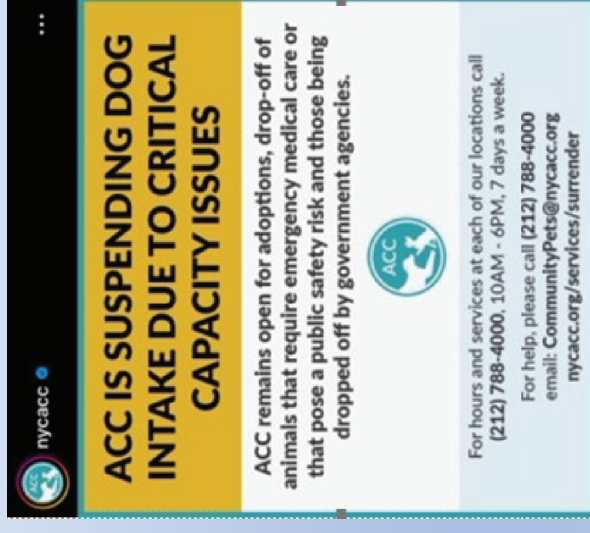 nycacc
ACC IS SUSPENDING DOG
INTAKE DUE TO CRITICAL
CAPACITY ISSUES
ACC remains open for adoptions, drop-off of
animals that require emergency medical care or
that pose a public safety risk and those being
dropped off by government agencies.
ACC
For hours and services at each of our locations call
(212) 788-4000, 10AM - 6PM, 7 days a week.
For help, please call (212) 788-4000
email: CommunityPets@nycacc.org
nycacc.org/services/surrender